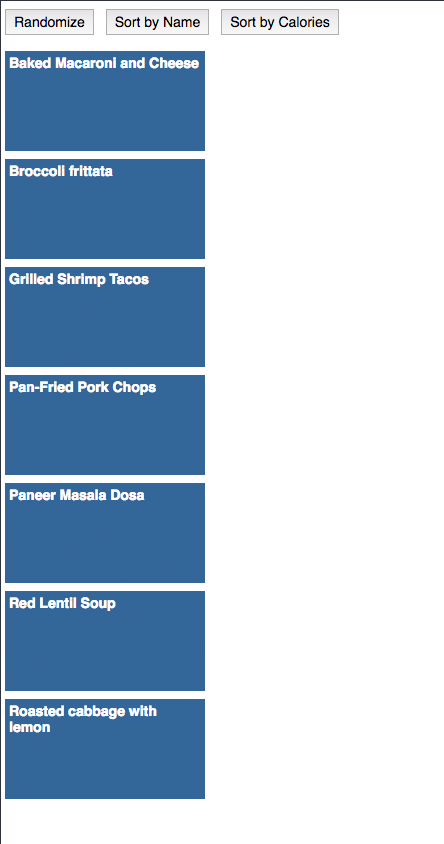 Randomize Sort by Name Sort by Calories
Baked Macaroni and Cheese
Broccoli frittata
Grilled Shrimp Tacos
Pan-Fried Pork Chops
Paneer Masala Dosa
Red Lentil Soup
Roasted cabbage with
lemon